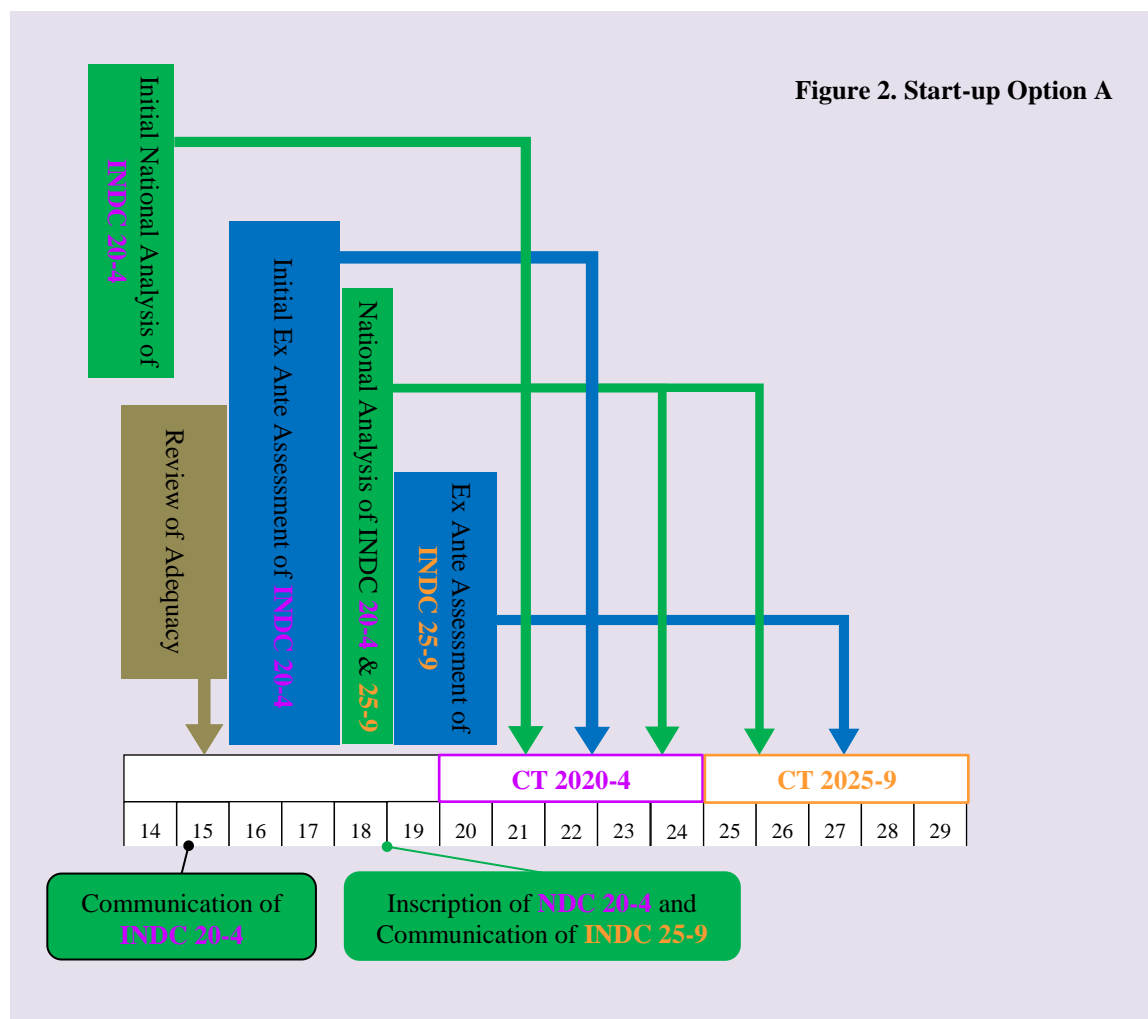 Figure 2. Start-up Option A
Initial National Analysis of
INDC 20-4
Review of Adequacy
Initial Ex Ante Assessment of INDC 20-4
National Analysis of INDC 20-4 & 25-9
Ex Ante Assessment of
INDC 25-9
CT 2020-4
CT 2025-9
14 15 16 17 18 19 20 21 22 23 24 25 26 27 28 29
Communication of
INDC 20-4
Inscription of NDC 20-4 and
Communication of INDC 25-9